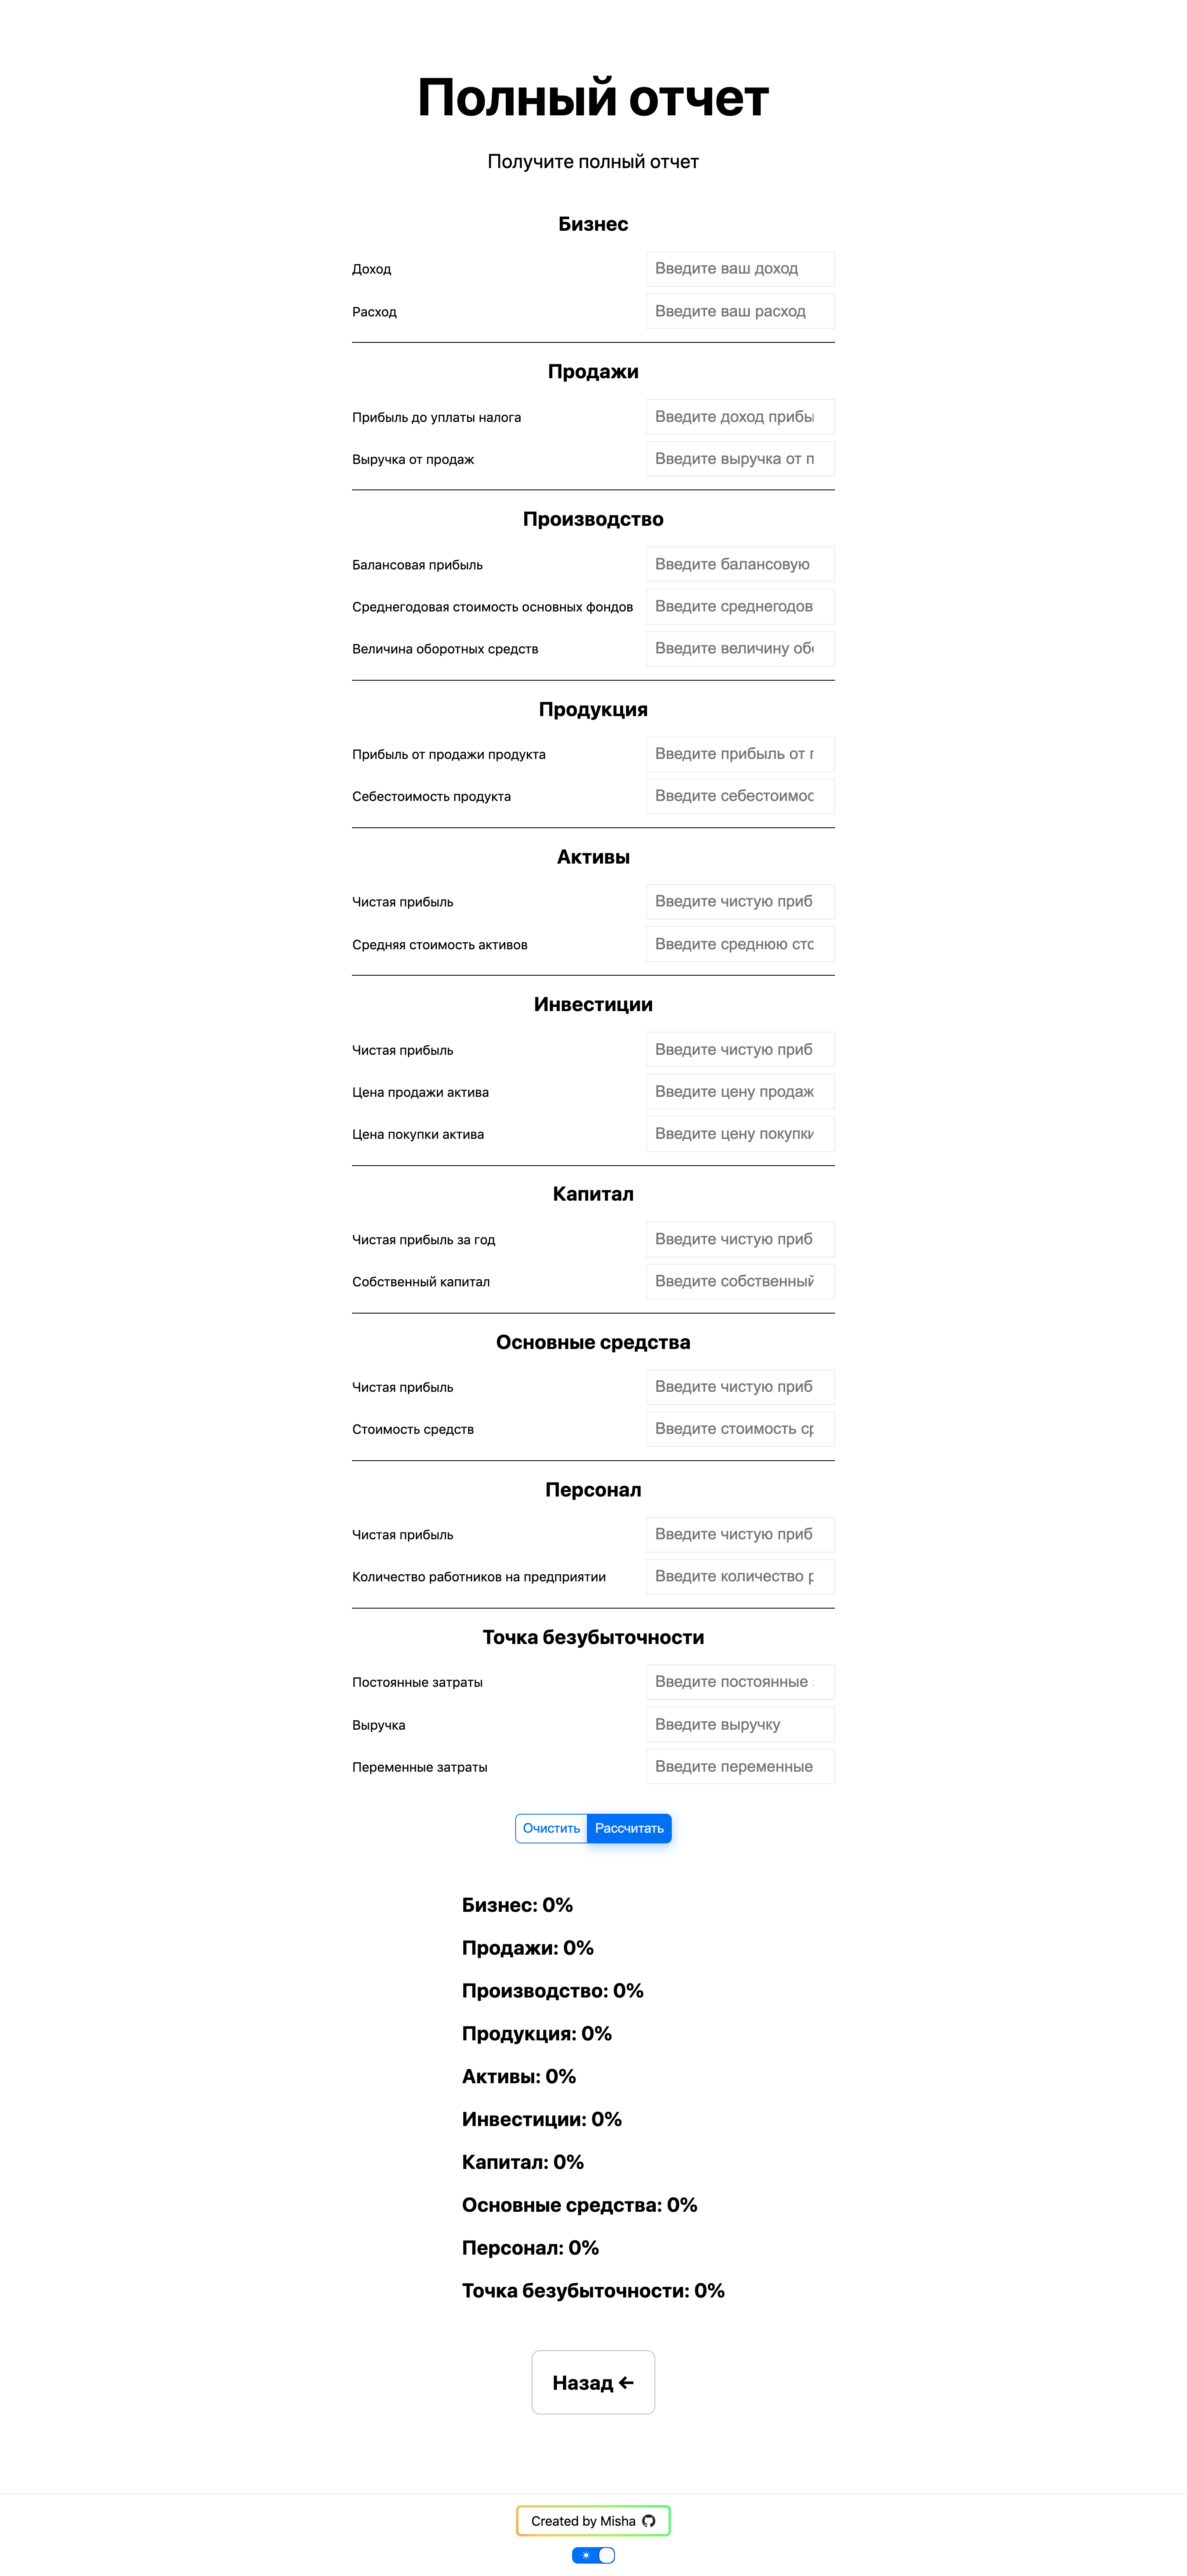 Полный отчет
Получите полный отчет
Бизнес
Доход Введите ваш доход
Расход Введите ваш расход
Продажи
Прибыль до уплаты налога Введите доход прибы
Выручка от продаж Введите выручка от п
Производство
Балансовая прибыль Введите балансовую
Среднегодовая стоимость основных фондов Введите среднегодов
Величина оборотных средств Введите величину обо
Продукция
Прибыль от продажи продукта Введите прибыль от
Себестоимость продукта Введите себестоимос
Активы
Чистая прибыль Введите чистую приб
Средняя стоимость активов Введите среднюю сто
Инвестиции
Чистая прибыль Введите чистую приб
Цена продажи актива Введите цену продаж
Цена покупки актива Введите цену покупки
Капитал
Чистая прибыль за год Введите чистую приб
Собственный капитал Введите собственный
Основные средства
Чистая прибыль Введите чистую приб
Стоимость средств Введите стоимость ср
Персонал
Чистая прибыль Введите чистую приб
Количество работников на предприятии Введите количество р
Точка безубыточности
Постоянные затраты Введите постоянные
Выручка Введите выручку
Переменные затраты Введите переменные
Очистить Рассчитать
Бизнес: 0%
Продажи: 0%
Производство: 0%
Продукция: 0%
Активы: 0%
Инвестиции: 0%
Капитал: 0%
Основные средства: 0%
Персонал: 0%
Точка безубыточности: 0%
Назад ←
Created by Misha